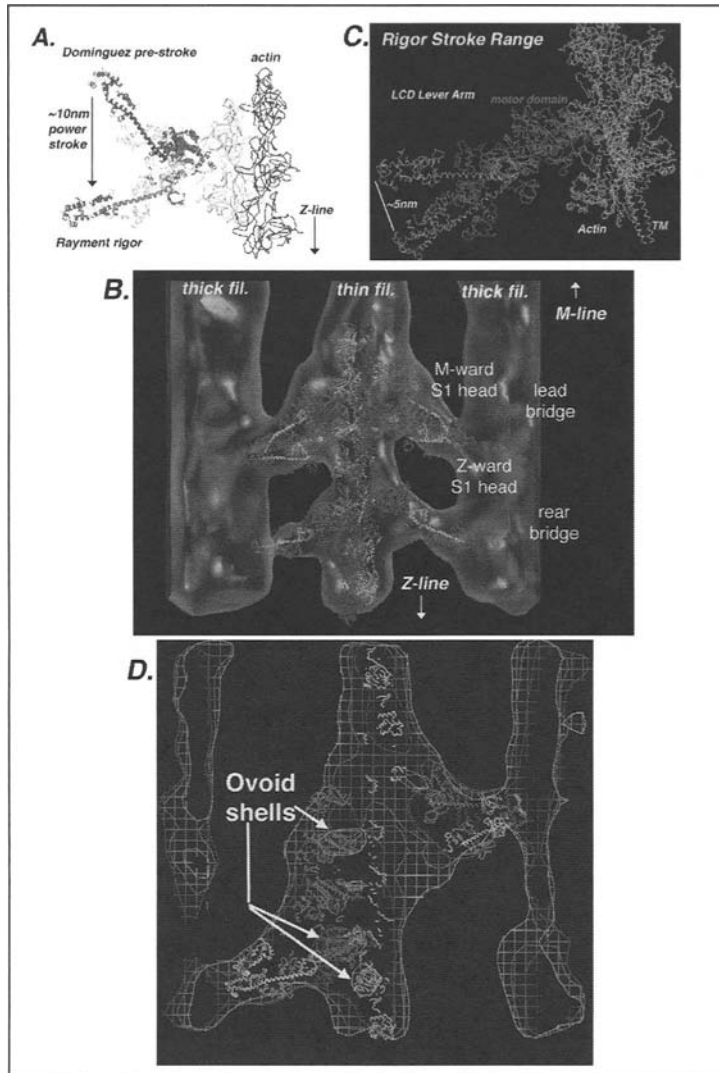 A.
Dominguez pre-stroke
actin
~10nm
power
stroke
Z-line
Rayment rigor
C.
Rigor Stroke Range
LCD Lever Arm
motor domain
~5nm
Actin
TM
B.
thick fil.
thin fil.
thick fil.
M-line
M-ward
S1 head
lead
bridge
Z-ward
S1 head
rear
bridge
Z-line
D.
Ovoid
shells